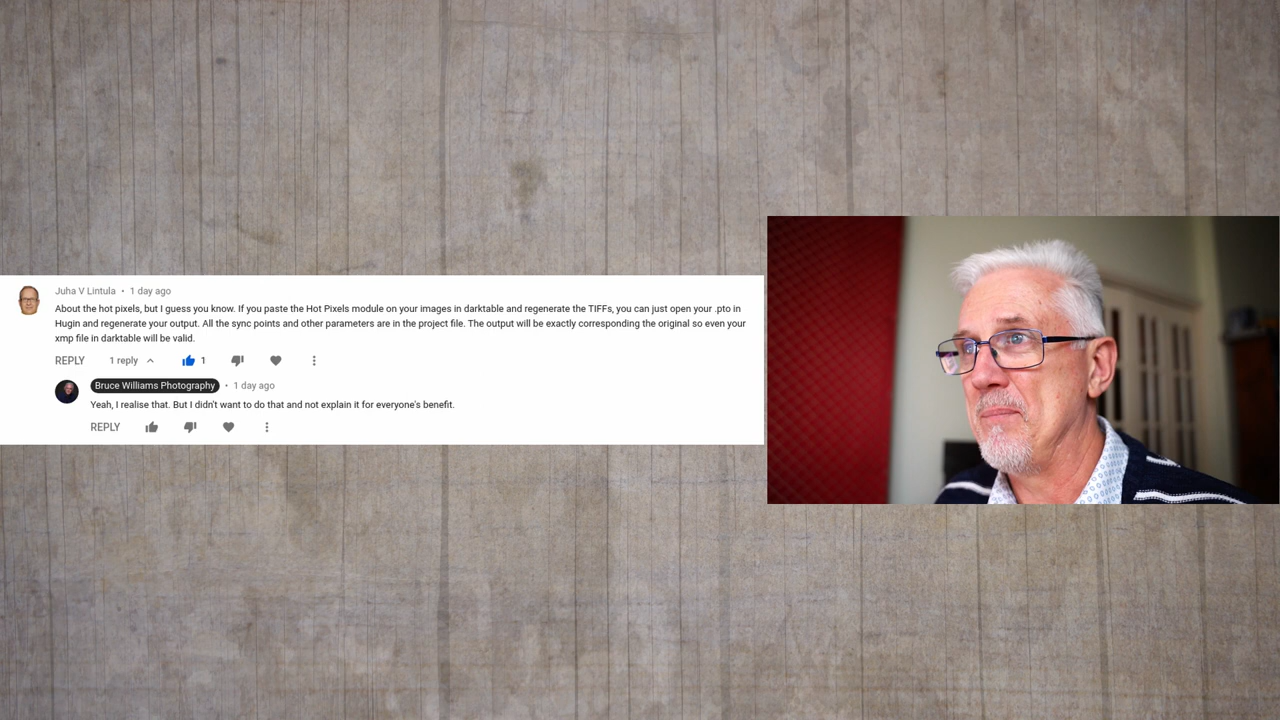 Juha V Lintula • 1 day ago
About the hot pixels, but I guess you know. If you paste the Hot Pixels module on your images in darktable and regenerate the TIFFs, you can just open your .pto in
Hugin and regenerate your output. All the sync points and other parameters are in the project file. The output will be exactly corresponding the original so even your
xmp file in darktable will be valid.
REPLY 1 reply 1
Bruce Williams Photography • 1 day ago
Yeah, I realise that. But I didn't want to do that and not explain it for everyone's benefit.
REPLY